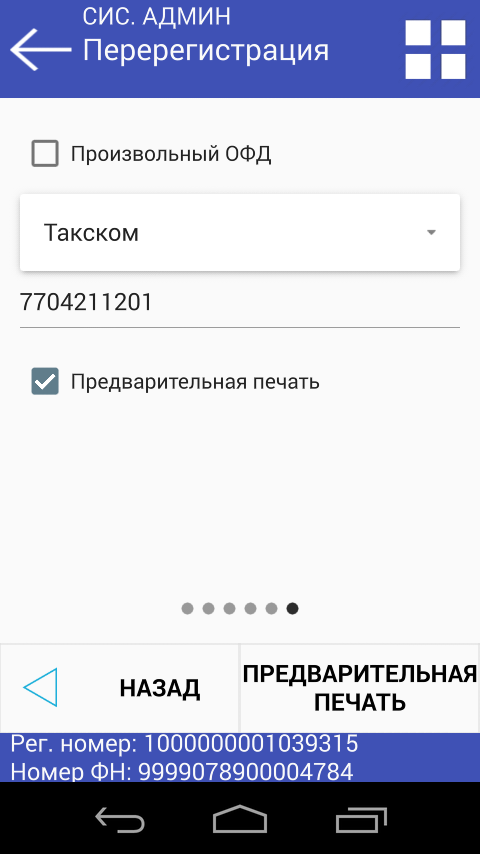 СИС. АДМИН
Перерегистрация
Произвольный ОФД
Такском
7704211201
Предварительная печать
НАЗАД
ПРЕДВАРИТЕЛЬНАЯ
ПЕЧАТЬ
Рег. номер: 1000000001039315
Номер ФН: 9999078900004784